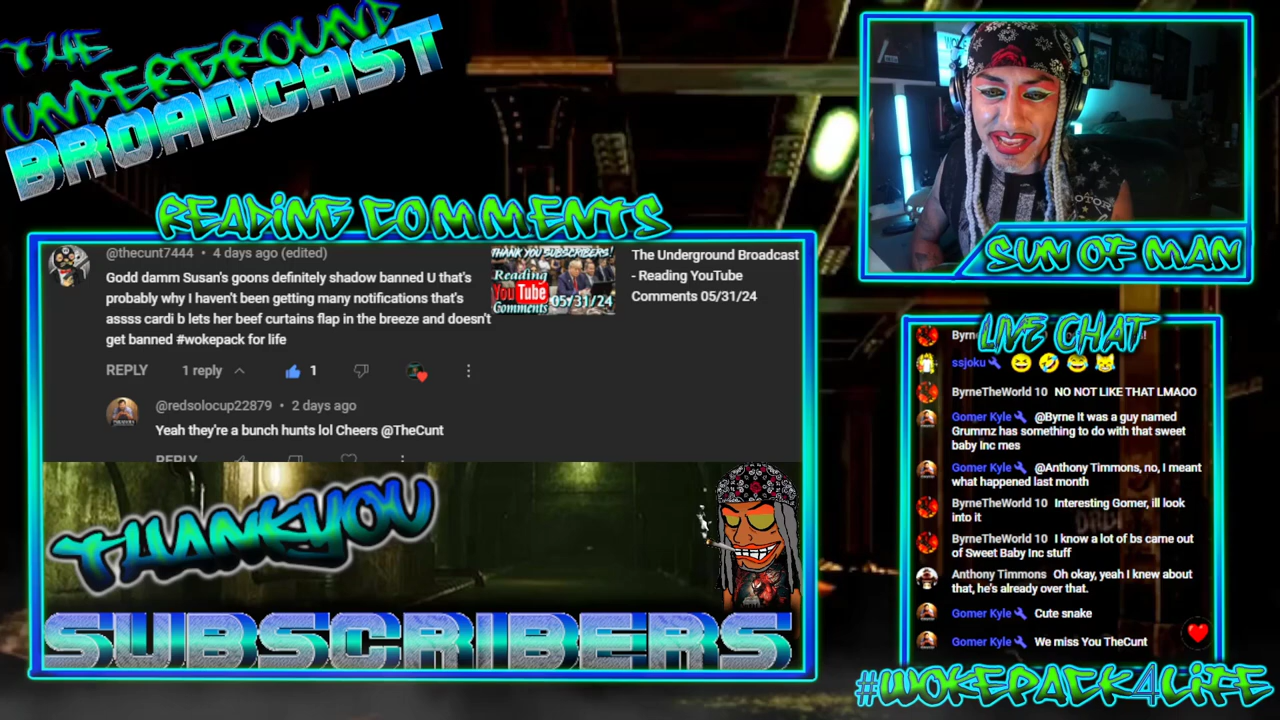 THE
UNDERGROUND
BROADCAST
READING COMMENTS
@thecunt7444 • 4 days ago (edited)
Godd damm Susan's goons definitely shadow banned U that's
probably why I haven't been getting many notifications that's
assss cardi b lets her beef curtains flap in the breeze and doesn't
get banned #wokepack for life
REPLY 1 reply 1
@redsolocup22879 • 2 days ago
Yeah they're a bunch hunts lol Cheers @TheCunt
REPLY
THANK YOU SUBSCRIBERS!
Reading
YouTube
Comments
05/31/24
The Underground Broadcast
- Reading YouTube
Comments 05/31/24
THANK YOU
SUBSCRIBERS
SUN OF MAN
LIVE CHAT
Byrn
ssjoku
ByrneTheWorld 10 NO NOT LIKE THAT LMAOO
Gomer Kyle @Byrne It was a guy named
Grummz has something to do with that sweet
baby Inc mes
Gomer Kyle @Anthony Timmons, no, I meant
what happened last month
ByrneTheWorld 10 Interesting Gomer, ill look
into it
ByrneTheWorld 10 I know a lot of bs came out
of Sweet Baby Inc stuff
Anthony Timmons Oh okay, yeah I knew about
that, he's already over that.
Gomer Kyle Cute snake
Gomer Kyle We miss You TheCunt
#WOKEPACK4LIFE